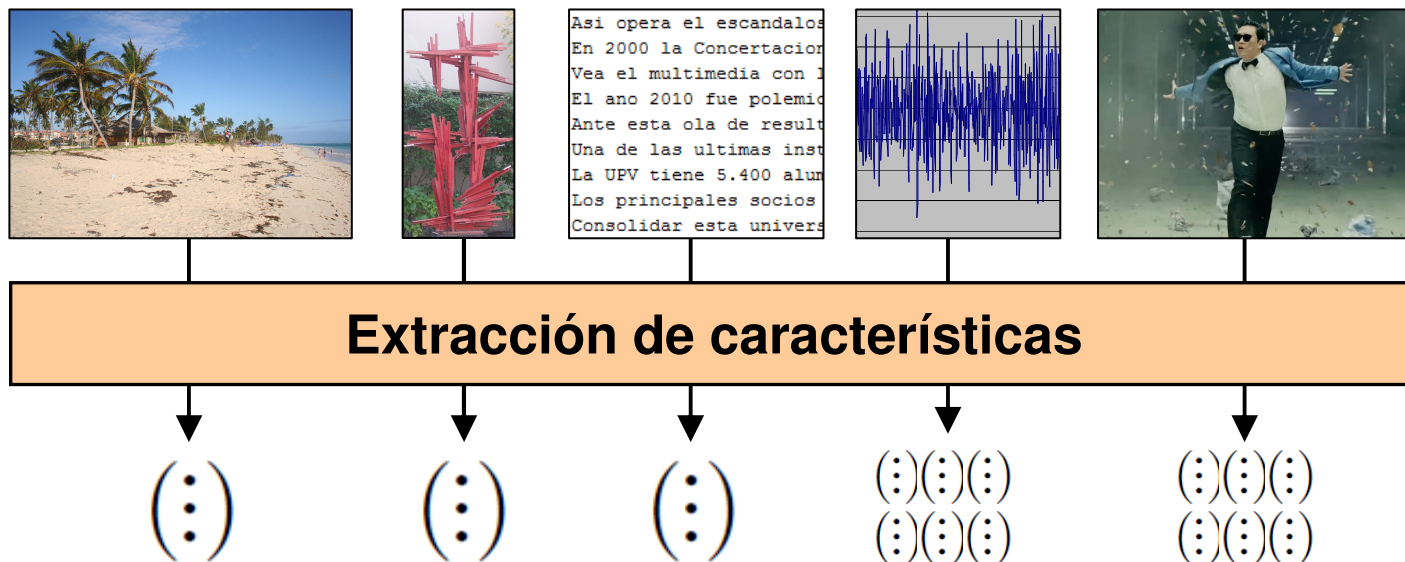 Asi opera el escandalos
En 2000 la Concertacion
Vea el multimedia con
El ano 2010 fue polemic
Ante esta ola de result
Una de las ultimas inst
La UPV tiene 5.400 alum
Los principales socios
Consolidar esta univers
Extracción de características